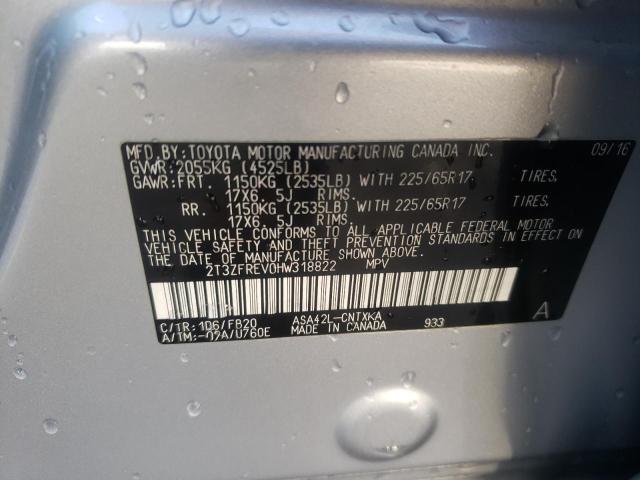 MFD.BY:TOYOTA MOTOR MANUFACTURING CANADA INC. 09/16
GVWR:2055KG (4525LB)
GAWR:FRT. 1150KG (2535LB) WITH 225/65R17 TIRES,
17X6.5J RIMS,
RR. 1150KG (2535LB) WITH 225/65R17 TIRES,
17X6.5J RIMS.
THIS VEHICLE CONFORMS TO ALL APPLICABLE FEDERAL MOTOR
VEHICLE SAFETY AND THEFT PREVENTION STANDARDS IN EFFECT ON
THE DATE OF MANUFACTURE SHOWN ABOVE.
2T3ZFREV0HW318822 MPV
C/TR:1D6/FB20 ASA42L-CNTXKA A
A/TM:-02A/U760E MADE IN CANADA 933